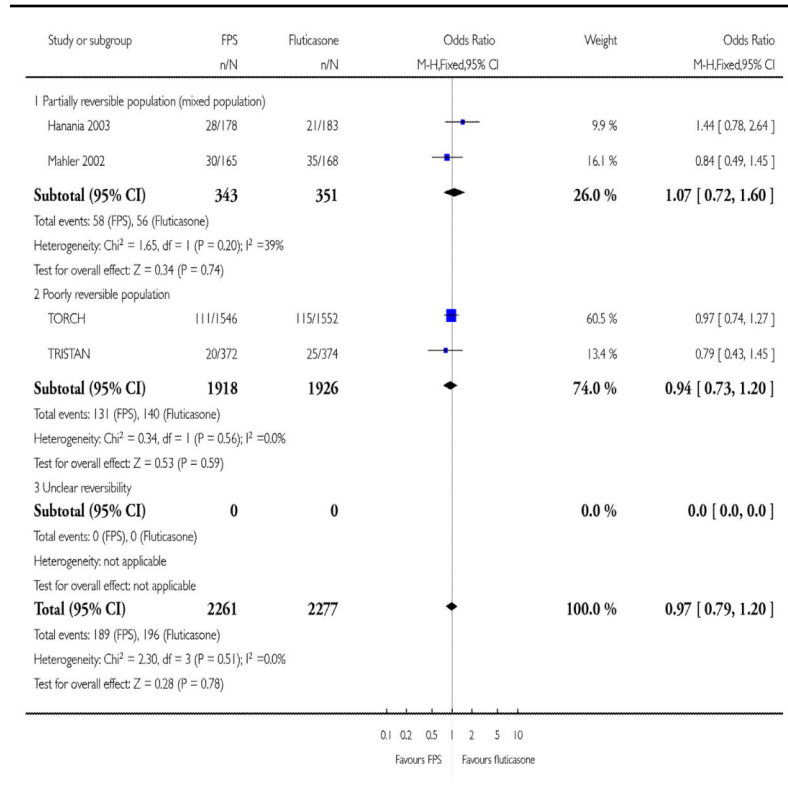 Study or subgroup FPS Fluticasone Odds Ratio Weight Odds Ratio
n/N n/N M-H,Fixed,95% CI M-H,Fixed,95% CI
1 Partially reversible population (mixed population)
Hanania 2003 28/178 21/183 9.9 % 1.44 [ 0.78, 2.64 ]
Mahler 2002 30/165 35/168 16.1 % 0.84 [ 0.49, 1.45 ]
Subtotal (95% CI) 343 351 26.0 % 1.07 [ 0.72, 1.60 ]
Total events: 58 (FPS), 56 (Fluticasone)
Heterogeneity: Chi² = 1.65, df = 1 (P = 0.20); I² =39%
Test for overall effect: Z = 0.34 (P = 0.74)
2 Poorly reversible population
TORCH 111/1546 115/1552 60.5 % 0.97 [ 0.74, 1.27 ]
TRISTAN 20/372 25/374 13.4 % 0.79 [ 0.43, 1.45 ]
Subtotal (95% CI) 1918 1926 74.0 % 0.94 [ 0.73, 1.20 ]
Total events: 131 (FPS), 140 (Fluticasone)
Heterogeneity: Chi² = 0.34, df = 1 (P = 0.56); I² =0.0%
Test for overall effect: Z = 0.53 (P = 0.59)
3 Unclear reversibility
Subtotal (95% CI) 0 0 0.0 % 0.0 [ 0.0, 0.0 ]
Total events: 0 (FPS), 0 (Fluticasone)
Heterogeneity: not applicable
Test for overall effect: not applicable
Total (95% CI) 2261 2277 100.0 % 0.97 [ 0.79, 1.20 ]
Total events: 189 (FPS), 196 (Fluticasone)
Heterogeneity: Chi² = 2.30, df = 3 (P = 0.51); I² =0.0%
Test for overall effect: Z = 0.28 (P = 0.78)
0.1 0.2 0.5 1 2 5 10
Favours FPS Favours fluticasone